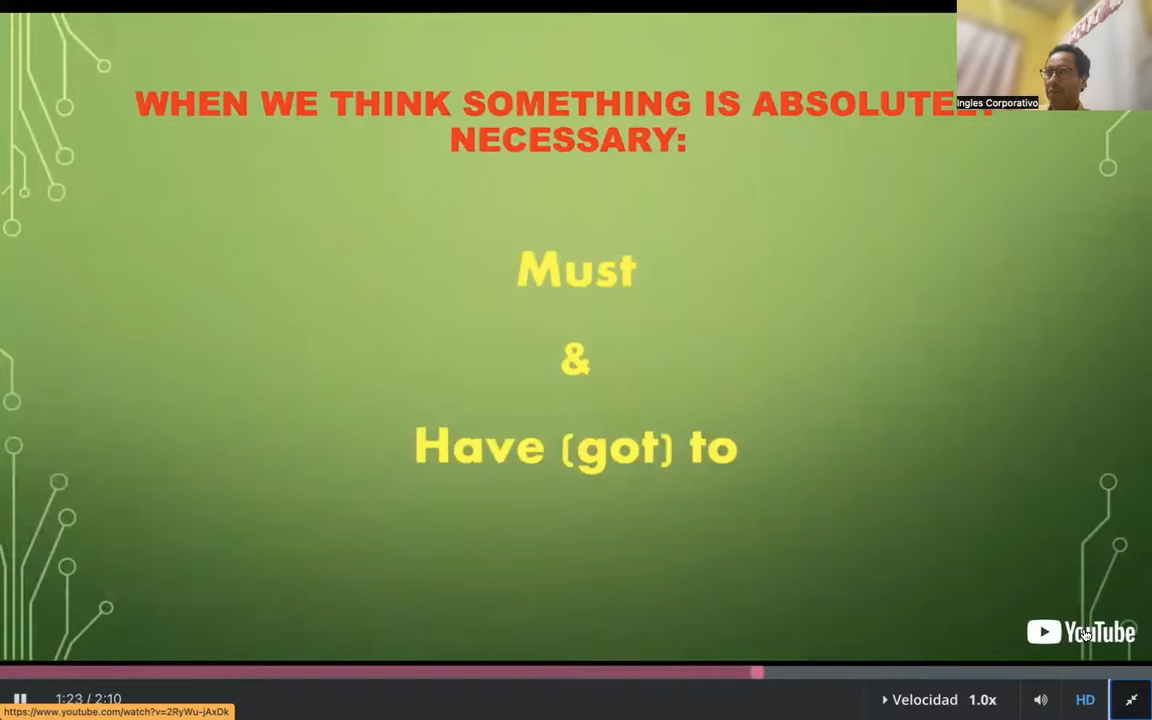 WHEN WE THINK SOMETHING IS ABSOLUTELY
NECESSARY:
Ingles Corporativo
Must
&
Have (got) to
YouTube
1:23 / 2:10
Velocidad 1.0x
HD
https://www.youtube.com/watch?v=2RyWu-jAxDk